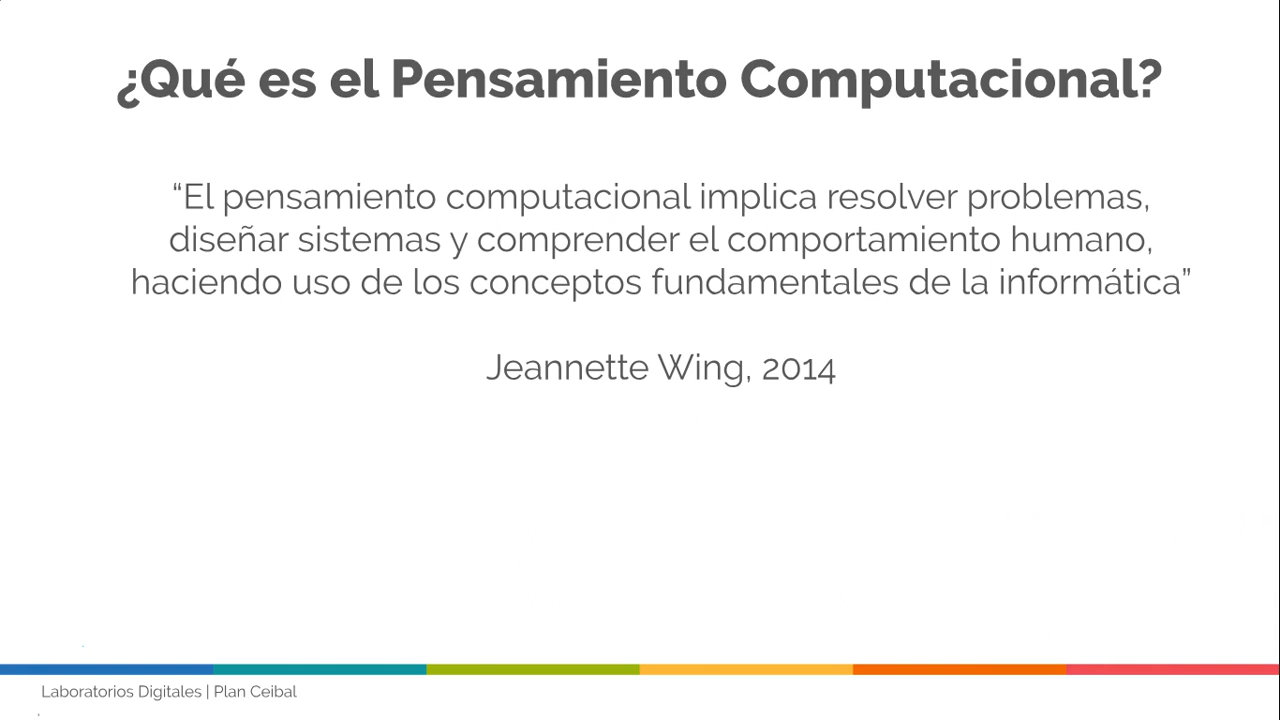 ¿Qué es el Pensamiento Computacional?
“El pensamiento computacional implica resolver problemas,
diseñar sistemas y comprender el comportamiento humano,
haciendo uso de los conceptos fundamentales de la informática”
Jeannette Wing, 2014
Laboratorios Digitales | Plan Ceibal